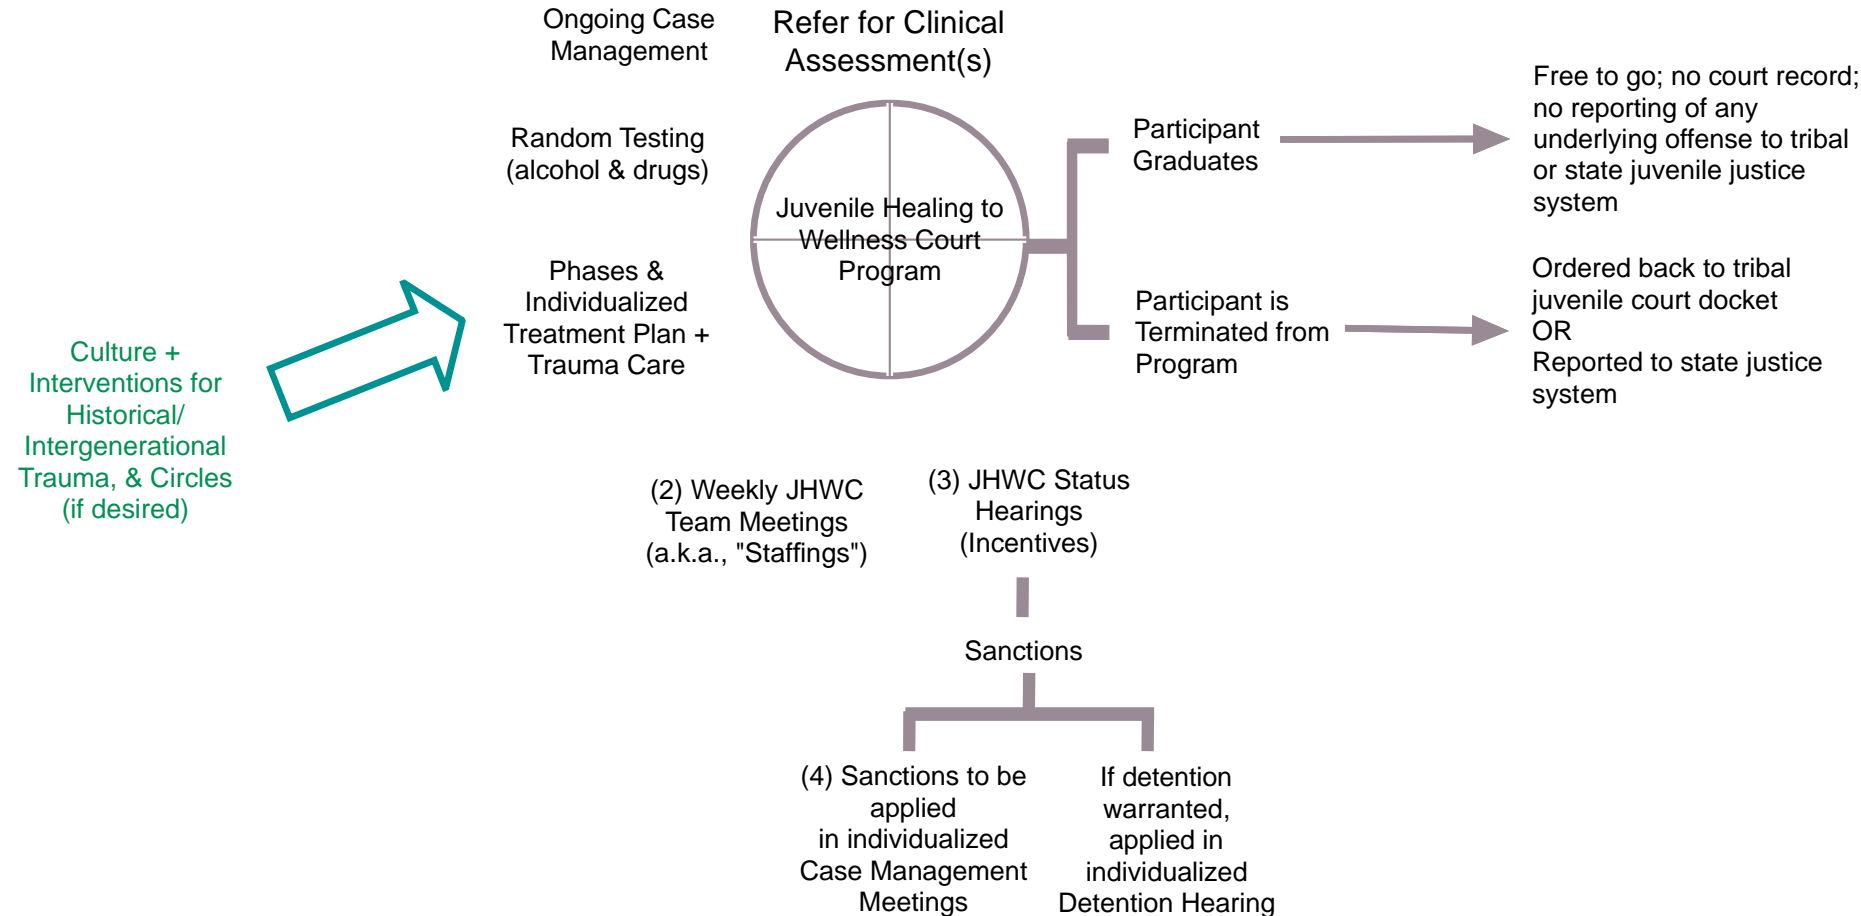 Ongoing Case
Management
Refer for Clinical
Assessment(s)
Random Testing
(alcohol & drugs)
Phases &
Individualized
Treatment Plan +
Trauma Care
Juvenile Healing to
Wellness Court
Program
Participant
Graduates
Free to go; no court record;
no reporting of any
underlying offense to tribal
or state juvenile justice
system
Participant is
Terminated from
Program
Ordered back to tribal
juvenile court docket
OR
Reported to state justice
system
Culture +
Interventions for
Historical/
Intergenerational
Trauma, & Circles
(if desired)
(2) Weekly JHWC
Team Meetings
(a.k.a., "Staffings")
(3) JHWC Status
Hearings
(Incentives)
Sanctions
(4) Sanctions to be
applied
in individualized
Case Management
Meetings
If detention
warranted,
applied in
individualized
Detention Hearing